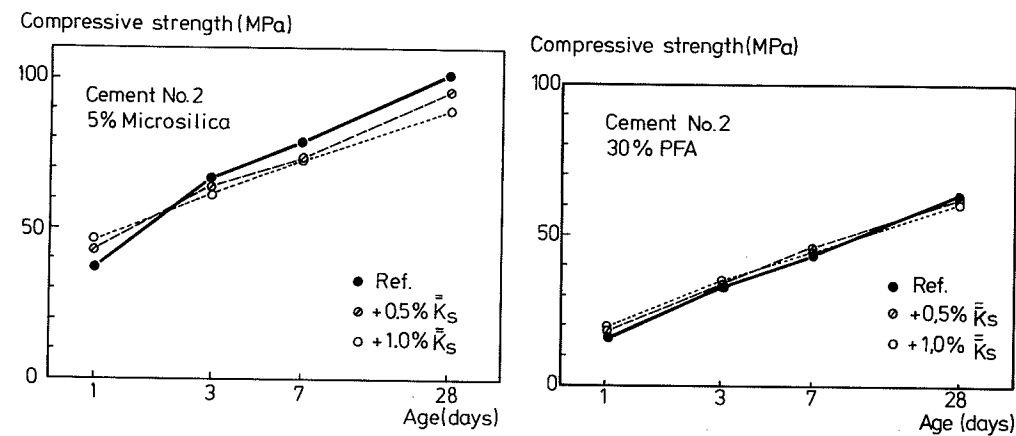 Compressive strength (MPa)
100
Cement No. 2
5% Microsilica
50
Ref.
+ 0.5% K̿s
+ 1.0% K̿s
0
1 3 7 28
Age (days)
Compressive strength (MPa)
100
Cement No. 2
30% PFA
50
Ref.
+ 0,5% K̿s
+ 1,0% K̿s
0
1 3 7 28
Age (days)